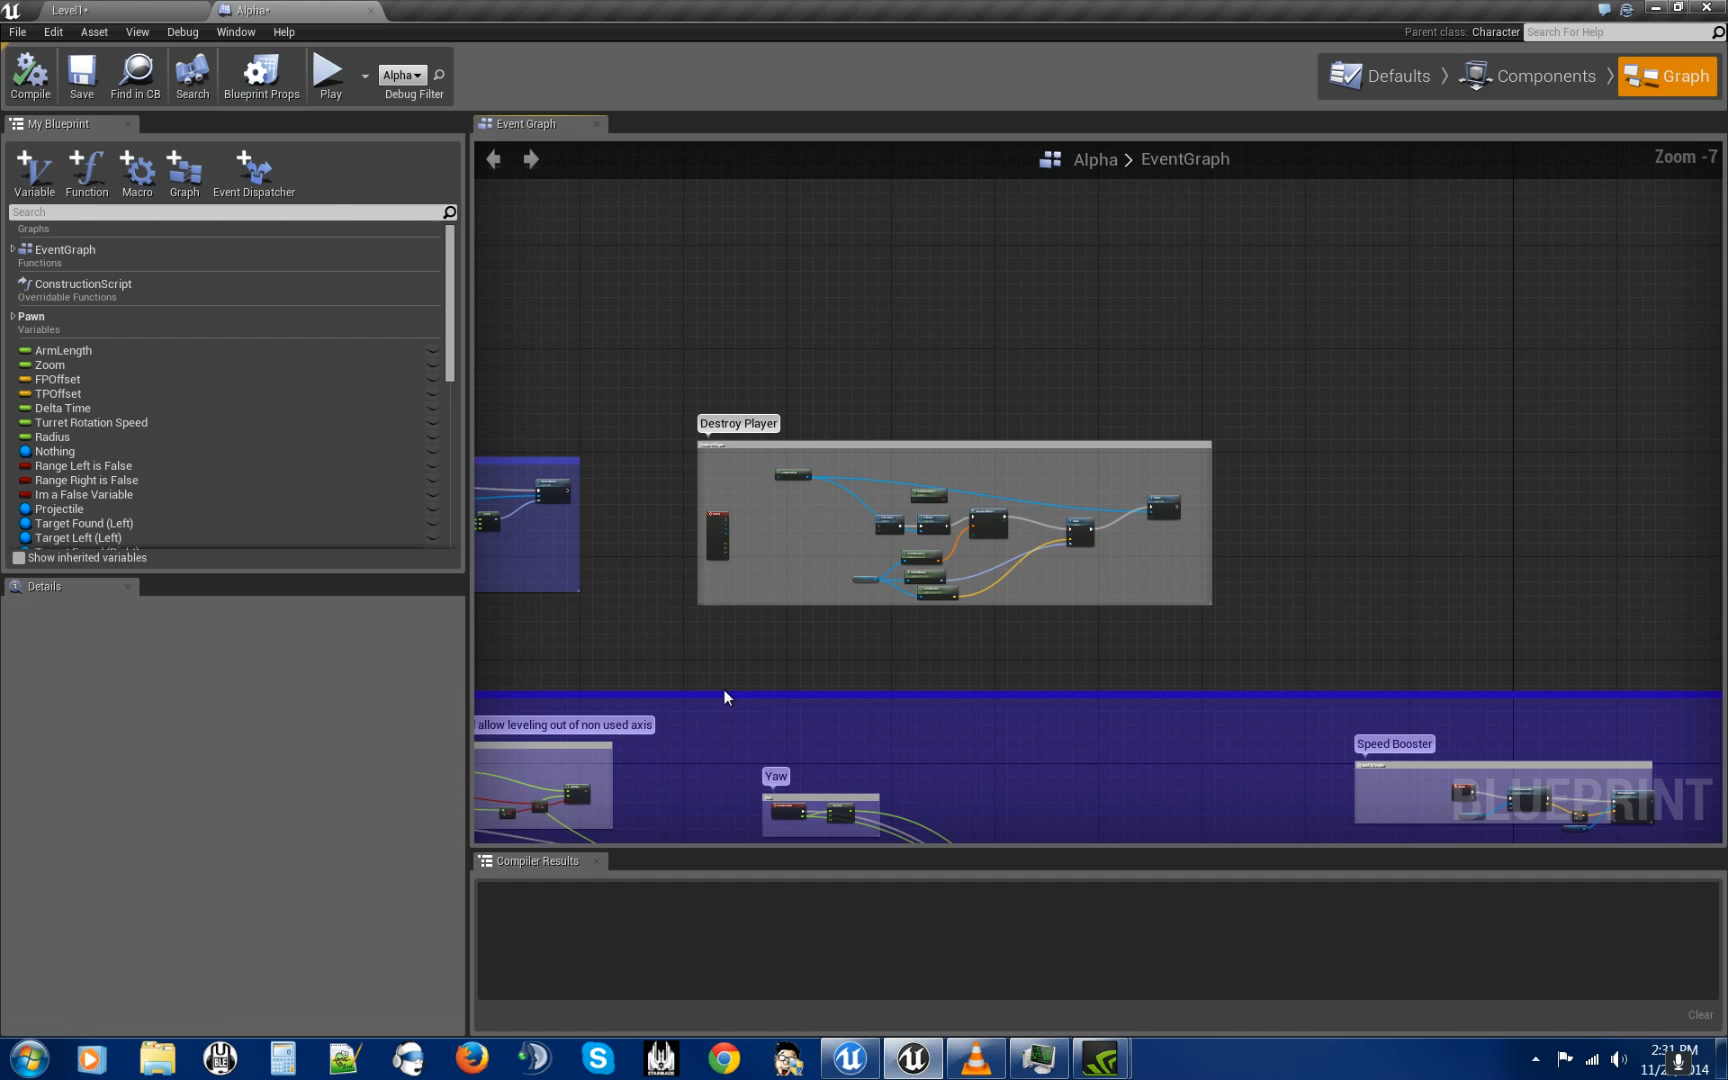 Level1*
Alpha*
File Edit Asset View Debug Window Help
Parent class: Character Search For Help
Compile Save Find in CB Search Blueprint Props Play
Alpha
Debug Filter
Defaults Components Graph
My Blueprint
Event Graph
Variable Function Macro Graph Event Dispatcher
Alpha > EventGraph
Zoom -7
Search
Graphs
EventGraph
Functions
ConstructionScript
Overridable Functions
Pawn
Variables
ArmLength
Zoom
FPOffset
TPOffset
Delta Time
Turret Rotation Speed
Radius
Nothing
Range Left is False
Range Right is False
Im a False Variable
Projectile
Target Found (Left)
Target Left (Left)
Show inherited variables
Details
Destroy Player
allow leveling out of non used axis
Yaw
Speed Booster
BLUEPRINT
Compiler Results
Clear
2:31 PM